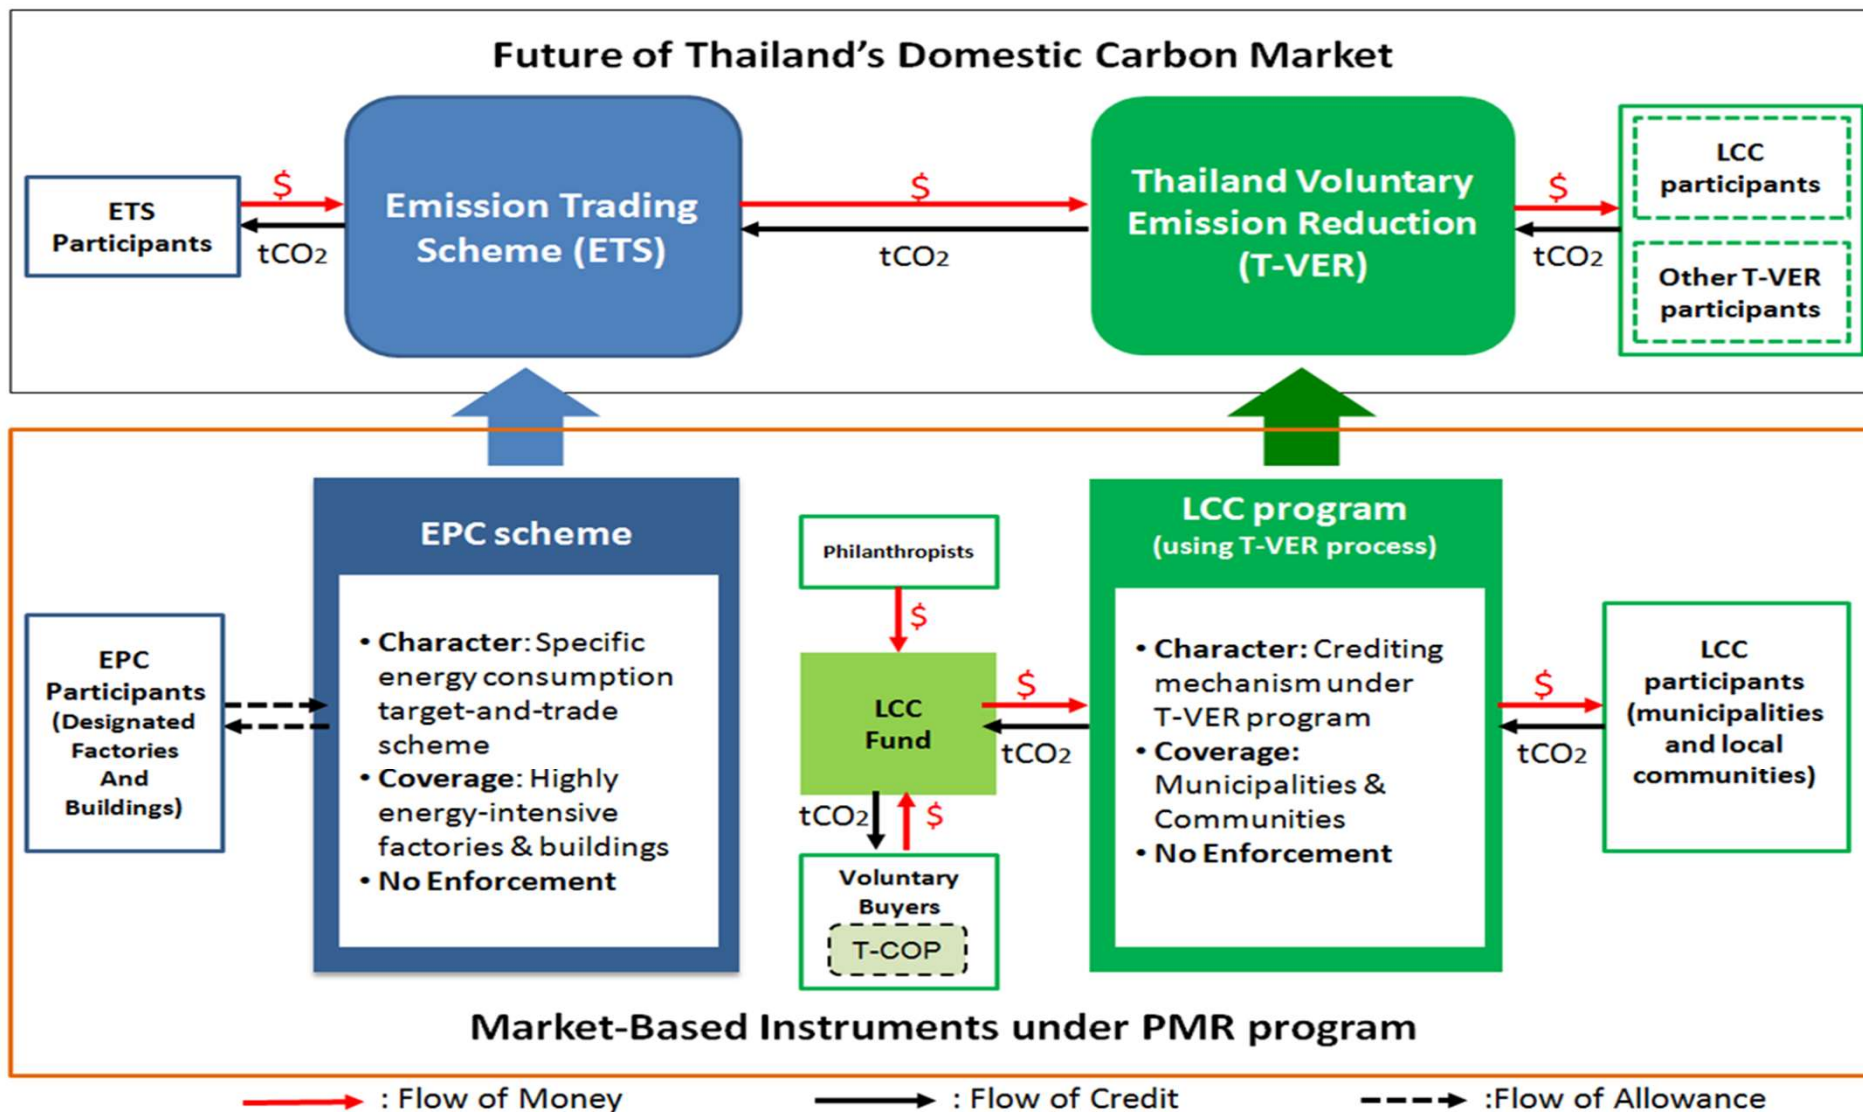 Future of Thailand's Domestic Carbon Market
ETS
Participants
$
tCO2
Emission Trading
Scheme (ETS)
$
tCO2
Thailand Voluntary
Emission Reduction
(T-VER)
$
tCO2
LCC
participants
Other T-VER
participants
EPC
Participants
(Designated
Factories
And
Buildings)
EPC scheme
• Character: Specific
energy consumption
target-and-trade
scheme
• Coverage: Highly
energy-intensive
factories & buildings
• No Enforcement
Philanthropists
$
LCC
Fund
$
tCO2
tCO2
$
Voluntary
Buyers
T-COP
LCC program
(using T-VER process)
• Character: Crediting
mechanism under
T-VER program
• Coverage:
Municipalities &
Communities
• No Enforcement
$
tCO2
LCC
participants
(municipalities
and local
communities)
Market-Based Instruments under PMR program
: Flow of Money
: Flow of Credit
:Flow of Allowance